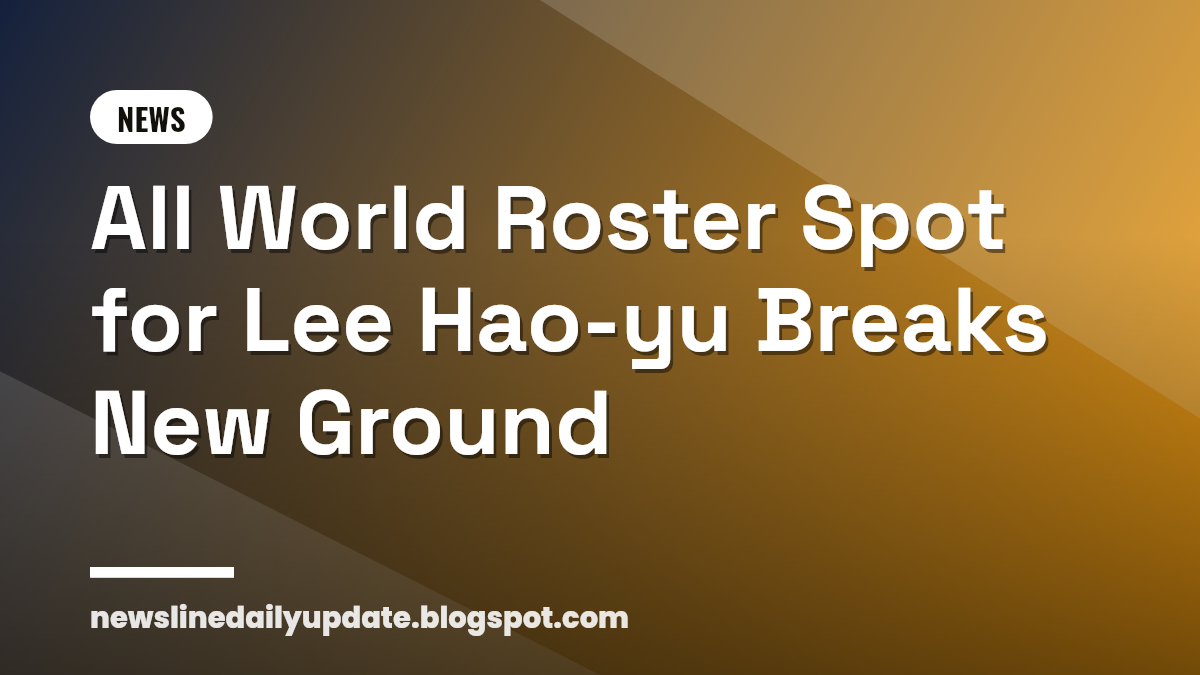 NEWS
All World Roster Spot
for Lee Hao-yu Breaks
New Ground
newslinedailyupdate.blogspot.com